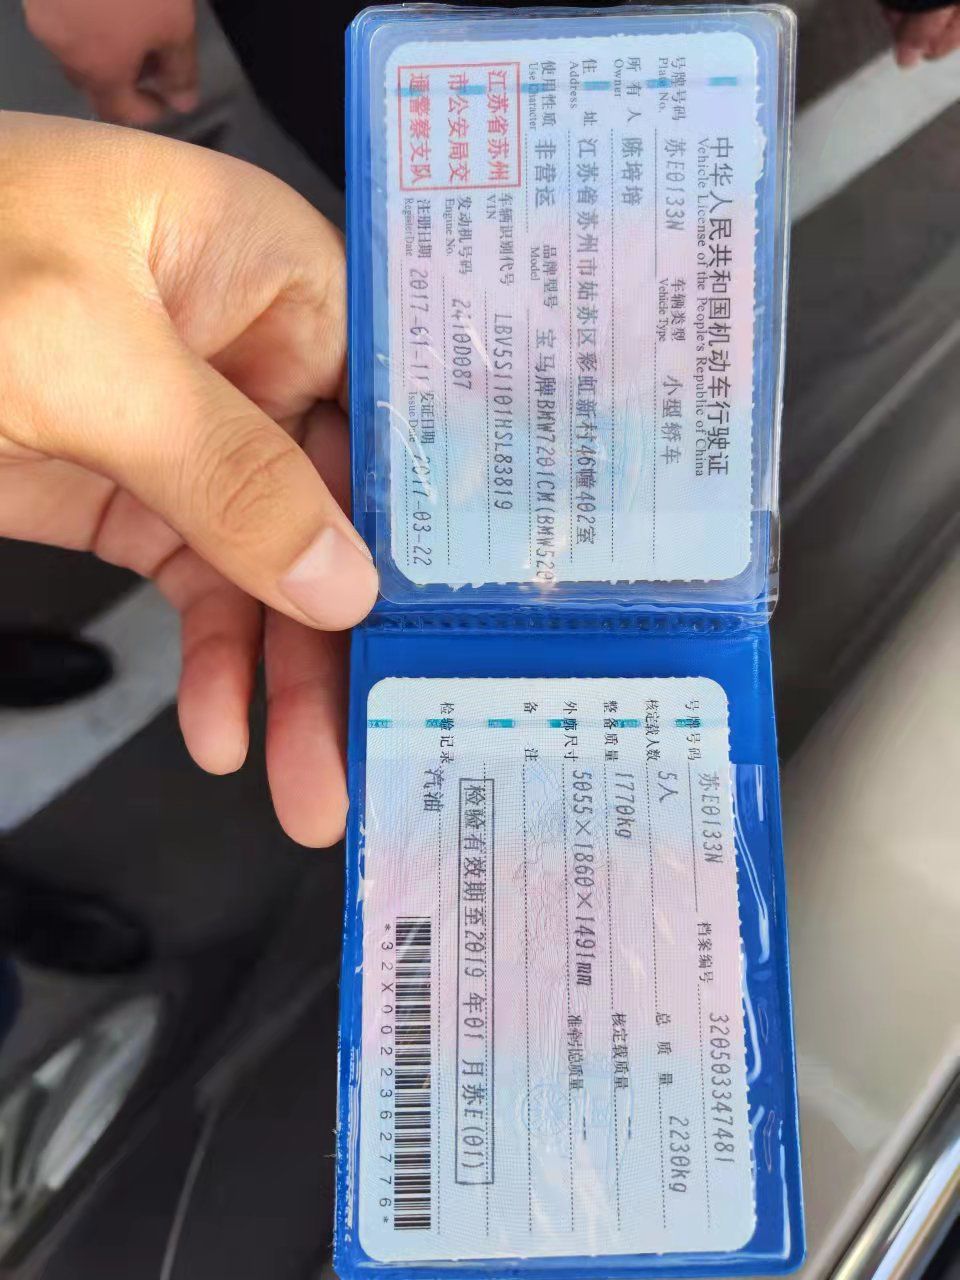 中华人民共和国机动车行驶证
Vehicle License of the People's Republic of China
号牌号码 苏E0133N 车辆类型 小型轿车
Plate No. Vehicle Type
所有人 陈培培
Owner
住址 江苏省苏州市姑苏区彩虹新村46幢402室
Address
使用性质 非营运 品牌型号 宝马牌BMW7201CM(BMW520
Use Character Model
江苏省苏州
市公安局交
通警察支队
车辆识别代号 LBV5S1101HSL83819
VIN
发动机号码 2410D087
Engine No.
注册日期 2017-01-11 发证日期 2017-03-22
Register Date Issue Date
号牌号码 苏E0133N 档案编号 320503347481
核定载人数 5人 总质量 2230kg
整备质量 1770kg 核定载质量 --
外廓尺寸 5055×1860×1491mm 准牵引总质量 --
备注
检验有效期至2019年01月苏E(01)
检验记录 汽油
*32X0022362776*